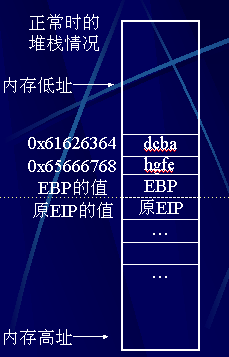 正常时的
堆栈情况
内存低址
0x61626364 dcba
0x65666768 hgfe
EBP的值 EBP
原EIP的值 原EIP
…
…
内存高址